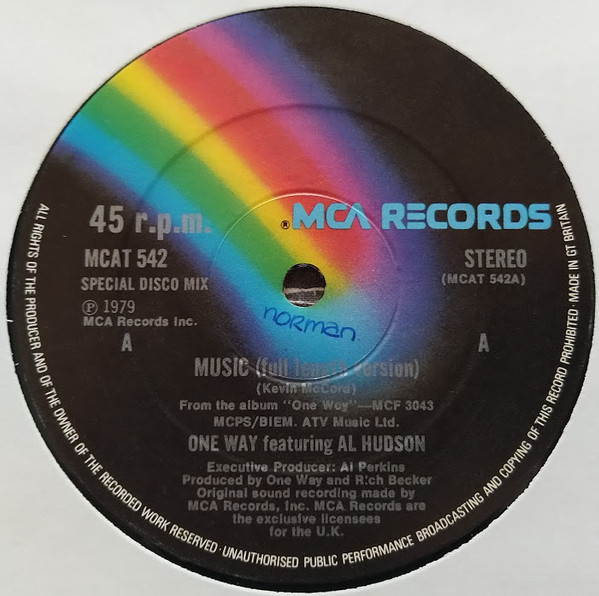 45 r.p.m.
® MCA RECORDS
MCAT 542
STEREO
SPECIAL DISCO MIX
(MCAT 542A)
Ⓟ 1979
MCA Records Inc.
A
A
norman
MUSIC (full length version)
(Kevin McCord)
From the album "One Way"—MCF 3043
MCPS/BIEM. ATV Music Ltd.
ONE WAY featuring AL HUDSON
Executive Producer: Al Perkins
Produced by One Way and Rich Becker
Original sound recording made by
MCA Records, Inc. MCA Records are
the exclusive licensees
for the U.K.
ALL RIGHTS OF THE PRODUCER AND OF THE OWNER OF THE RECORDED WORK RESERVED · UNAUTHORISED PUBLIC PERFORMANCE BROADCASTING AND COPYING OF THIS RECORD PROHIBITED · MADE IN GT BRITAIN